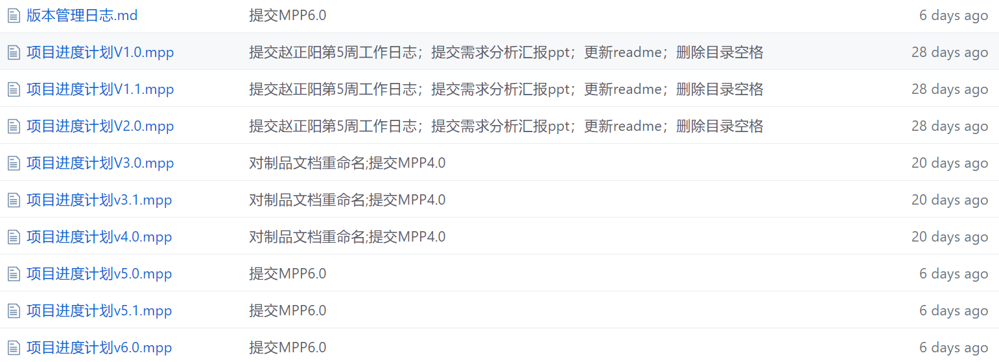 版本管理日志.md 提交MPP6.0 6 days ago
项目进度计划V1.0.mpp 提交赵正阳第5周工作日志；提交需求分析汇报ppt；更新readme；删除目录空格 28 days ago
项目进度计划V1.1.mpp 提交赵正阳第5周工作日志；提交需求分析汇报ppt；更新readme；删除目录空格 28 days ago
项目进度计划V2.0.mpp 提交赵正阳第5周工作日志；提交需求分析汇报ppt；更新readme；删除目录空格 28 days ago
项目进度计划V3.0.mpp 对制品文档重命名;提交MPP4.0 20 days ago
项目进度计划v3.1.mpp 对制品文档重命名;提交MPP4.0 20 days ago
项目进度计划v4.0.mpp 对制品文档重命名;提交MPP4.0 20 days ago
项目进度计划v5.0.mpp 提交MPP6.0 6 days ago
项目进度计划v5.1.mpp 提交MPP6.0 6 days ago
项目进度计划v6.0.mpp 提交MPP6.0 6 days ago